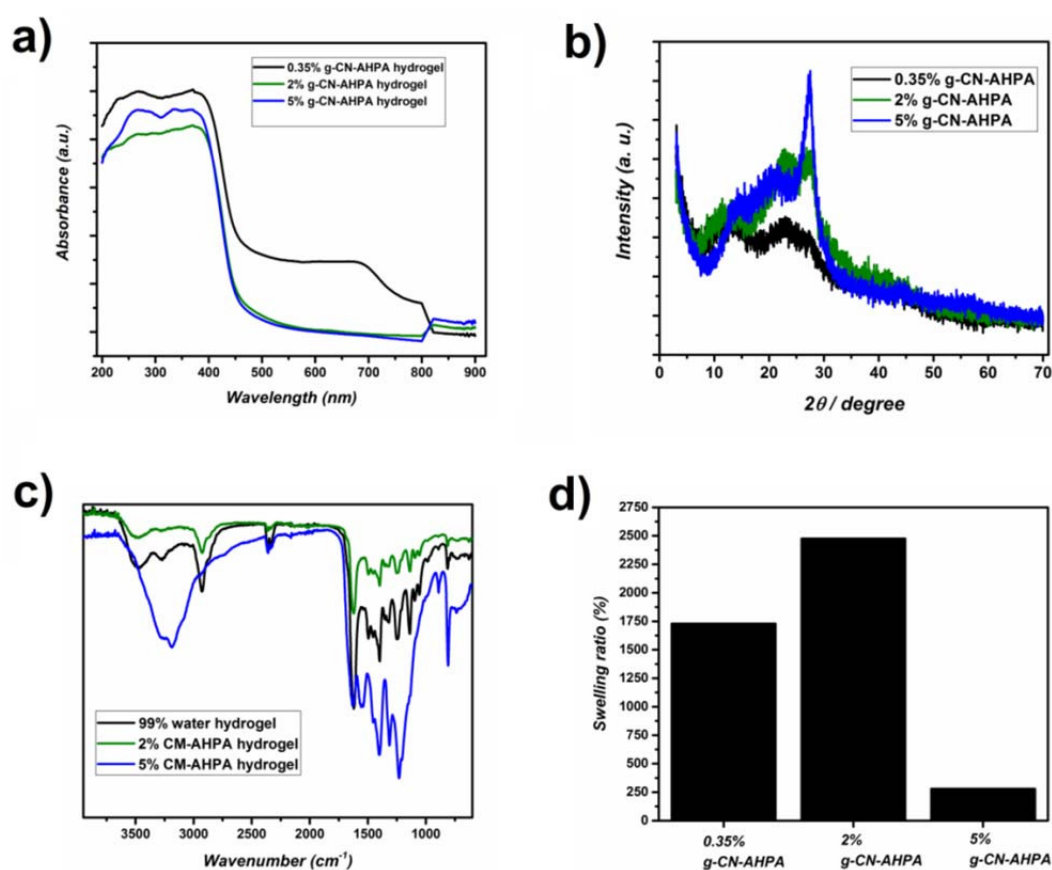 a)
0.35% g-CN-AHPA hydrogel
2% g-CN-AHPA hydrogel
5% g-CN-AHPA hydrogel
Absorbance (a.u.)
200 300 400 500 600 700 800 900
Wavelength (nm)
b)
0.35% g-CN-AHPA
2% g-CN-AHPA
5% g-CN-AHPA
Intensity (a. u.)
0 10 20 30 40 50 60 70
2θ / degree
c)
99% water hydrogel
2% CM-AHPA hydrogel
5% CM-AHPA hydrogel
3500 3000 2500 2000 1500 1000
Wavenumber (cm⁻¹)
d)
Swelling ratio (%)
2750
2500
2250
2000
1750
1500
1250
1000
750
500
250
0
0.35% 2% 5%
g-CN-AHPA g-CN-AHPA g-CN-AHPA